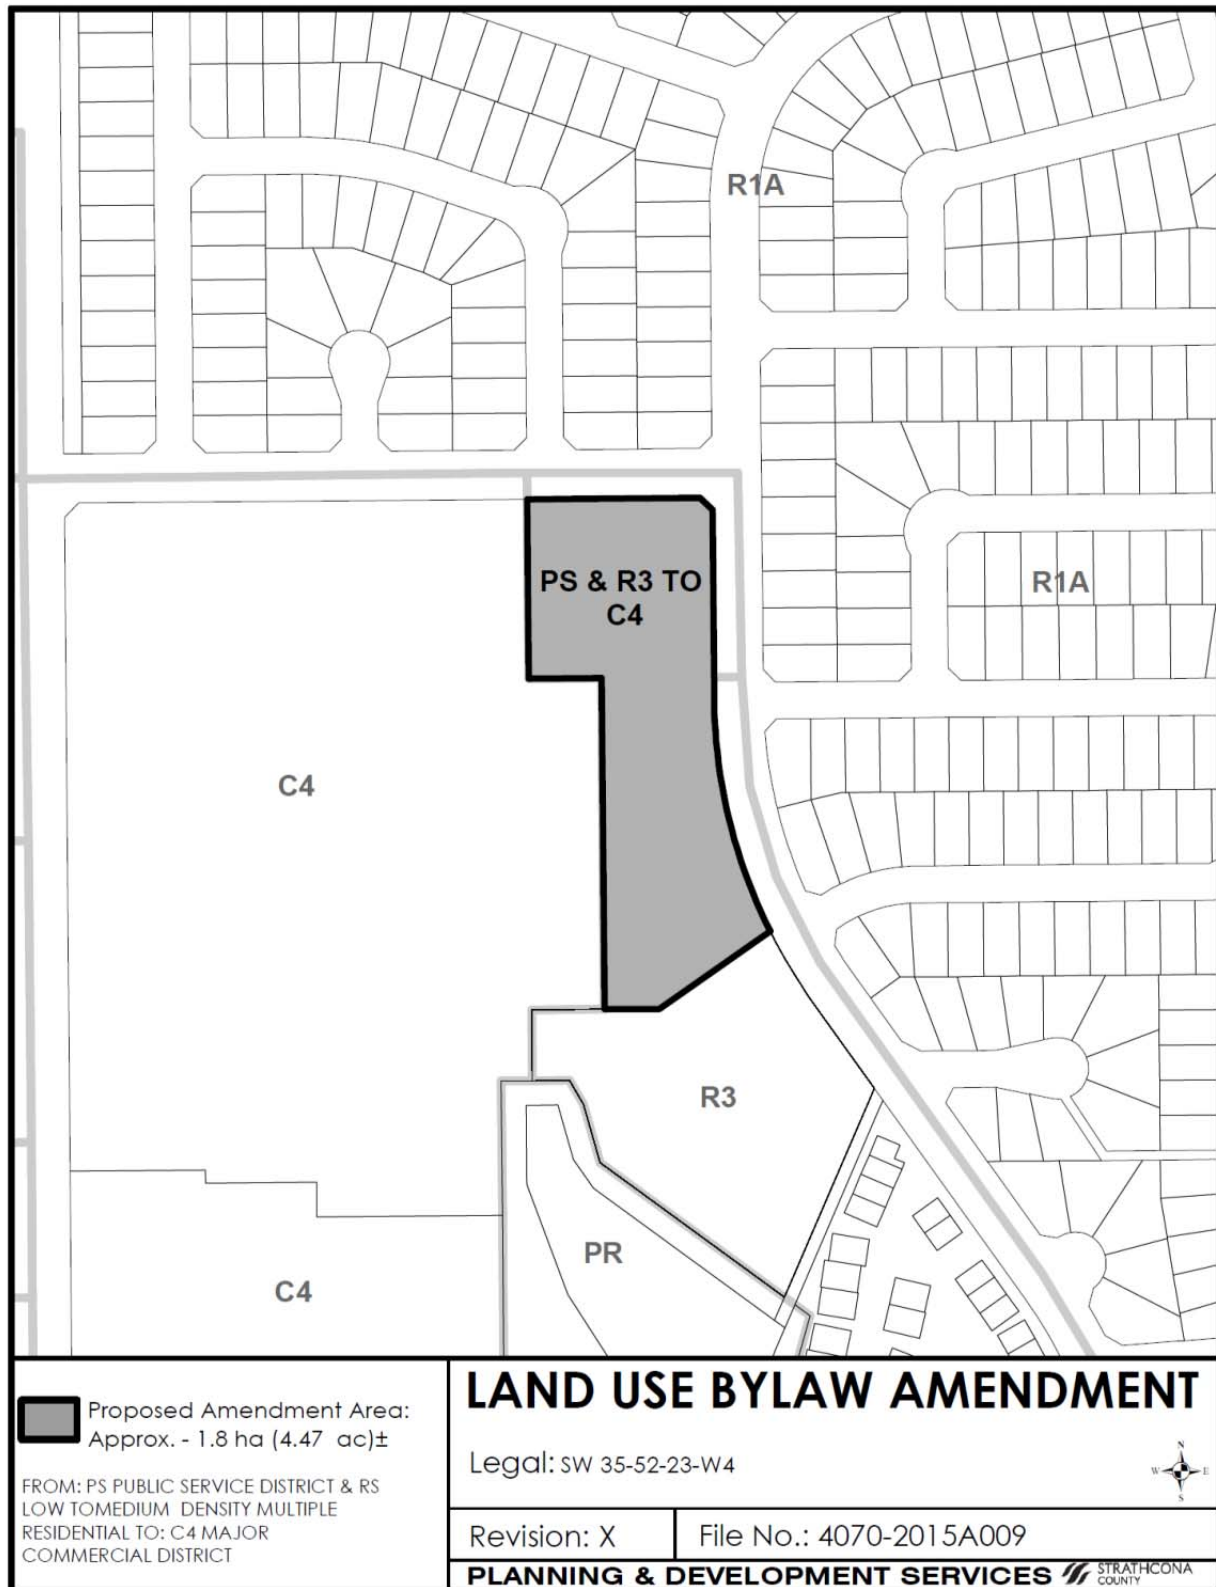 R1A
PS & R3 TO
C4
R1A
C4
R3
PR
C4
Proposed Amendment Area:
Approx. - 1.8 ha (4.47 ac)±
FROM: PS PUBLIC SERVICE DISTRICT & RS
LOW TOMEDIUM DENSITY MULTIPLE
RESIDENTIAL TO: C4 MAJOR
COMMERCIAL DISTRICT
LAND USE BYLAW AMENDMENT
Legal: SW 35-52-23-W4
N
W E
S
Revision: X
File No.: 4070-2015A009
PLANNING & DEVELOPMENT SERVICES
STRATHCONA
COUNTY